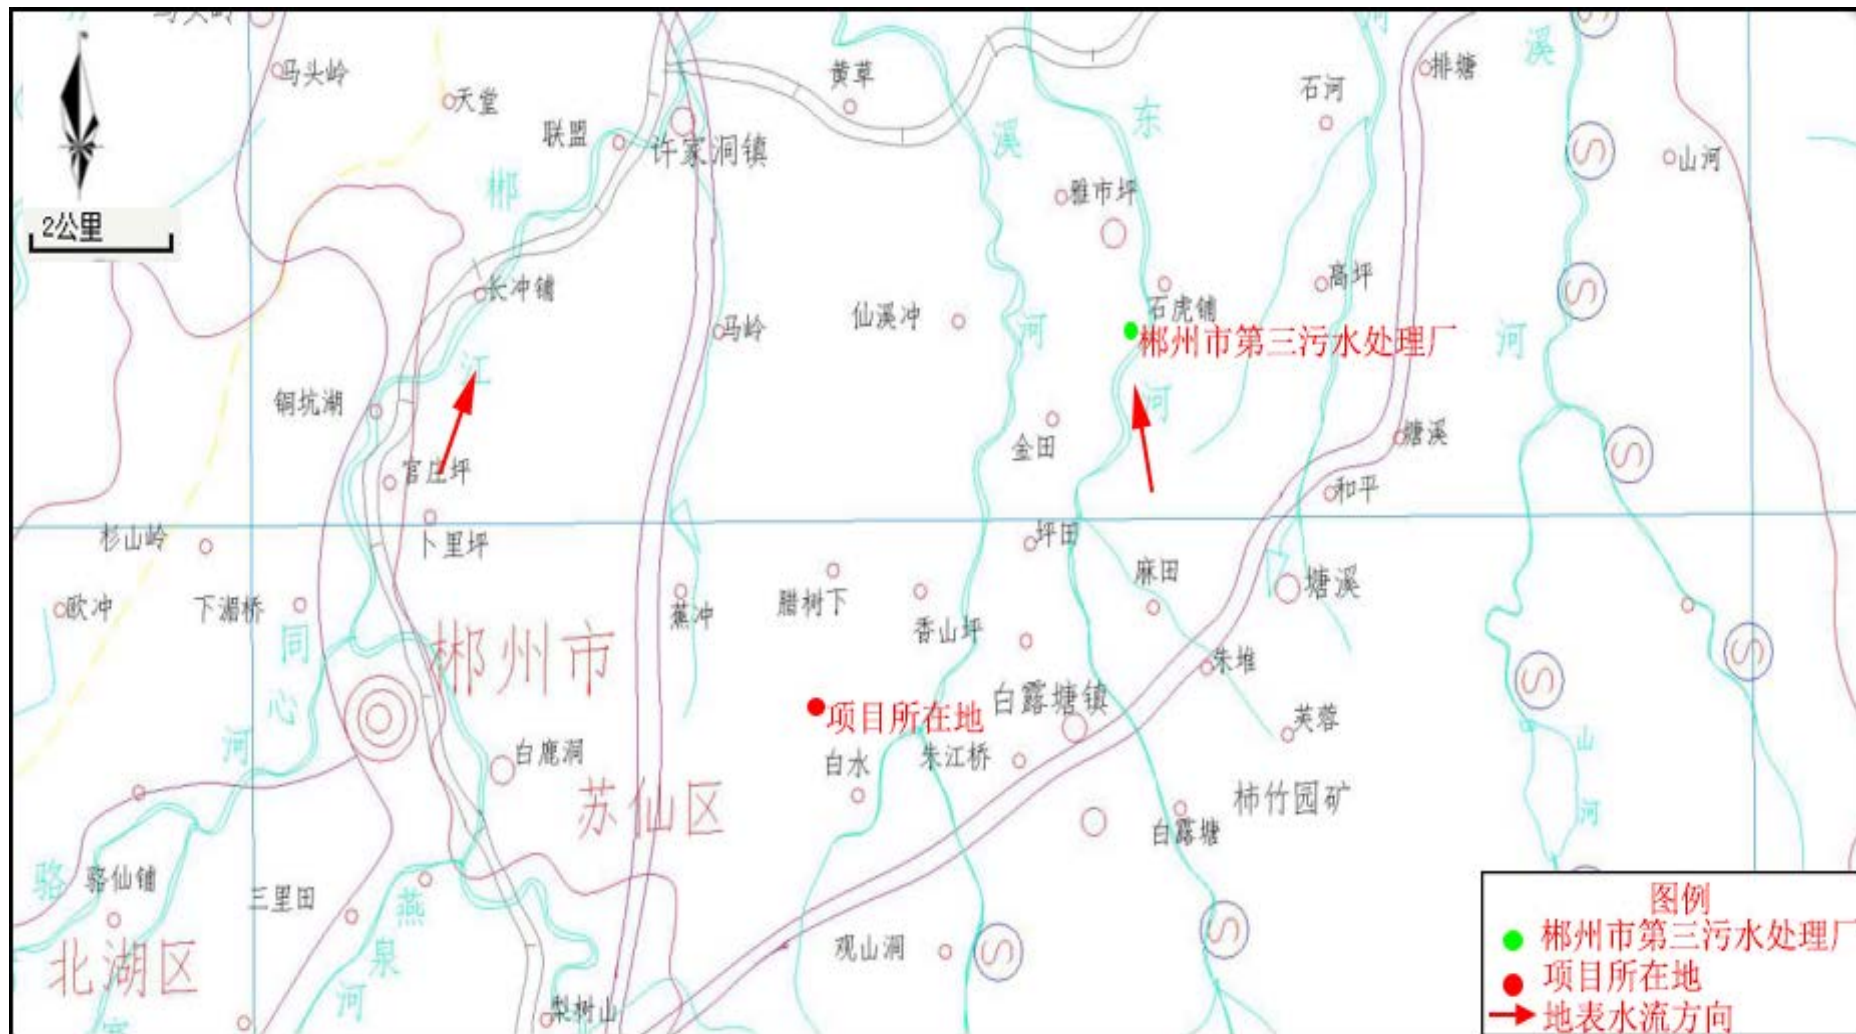 马头岭
马头岭
天堂
黄草
石河
河
排塘
溪
联盟
许家洞镇
溪
东
山河
郴
雅市坪
2公里
长冲铺
高坪
马岭
仙溪冲
石虎铺
河
郴州市第三污水处理厂
河
江
铜坑湖
河
金田
塘溪
官庄坪
和平
杉山岭
卜里坪
坪田
麻田
塘溪
欧冲
下湄桥
蕉冲
腊树下
香山坪
同
郴州市
朱堆
心
白露塘镇
项目所在地
芙蓉
河
白鹿洞
白水
朱江桥
山
苏仙区
柿竹园矿
河
白露塘
骆
骆仙铺
三里田
燕
图例
郴州市第三污水处理厂
北湖区
泉
观山洞
项目所在地
河
梨树山
地表水流方向